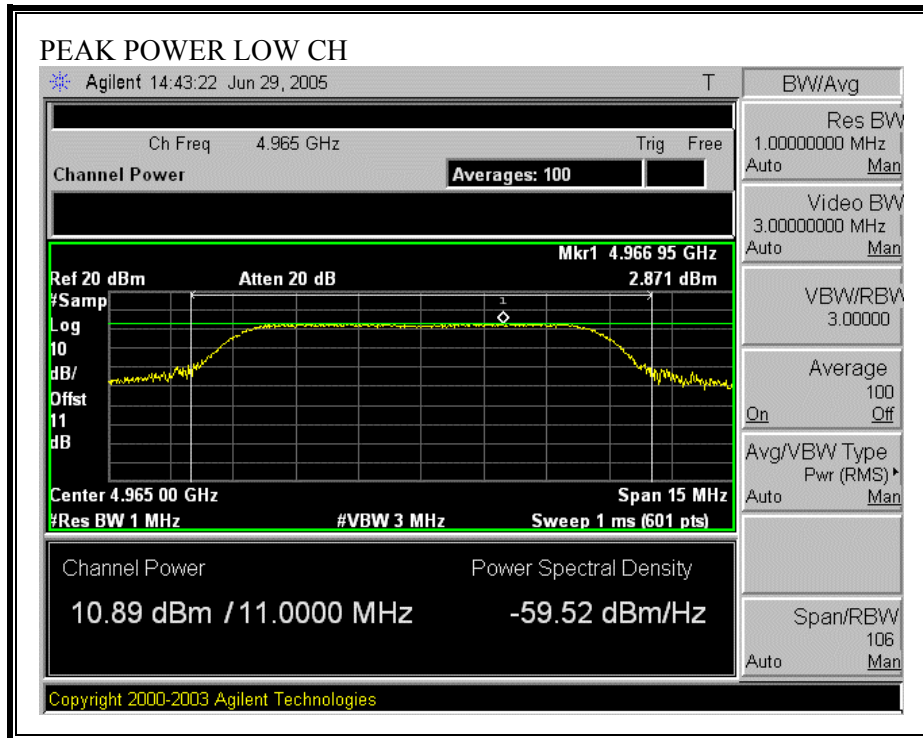 PEAK POWER LOW CH
Agilent 14:43:22 Jun 29, 2005 T
Ch Freq 4.965 GHz Trig Free
Channel Power Averages: 100
Mkr1 4.966 95 GHz
Ref 20 dBm Atten 20 dB 2.871 dBm
#Samp
Log
10
dB/
Offst
11
dB
1
Center 4.965 00 GHz Span 15 MHz
#Res BW 1 MHz #VBW 3 MHz Sweep 1 ms (601 pts)
Channel Power Power Spectral Density
10.89 dBm / 11.0000 MHz -59.52 dBm/Hz
Copyright 2000-2003 Agilent Technologies
BW/Avg
Res BW
1.00000000 MHz
Auto Man
Video BW
3.00000000 MHz
Auto Man
VBW/RBW
3.00000
Average
100
On Off
Avg/VBW Type
Pwr (RMS)
Auto Man
Span/RBW
106
Auto Man